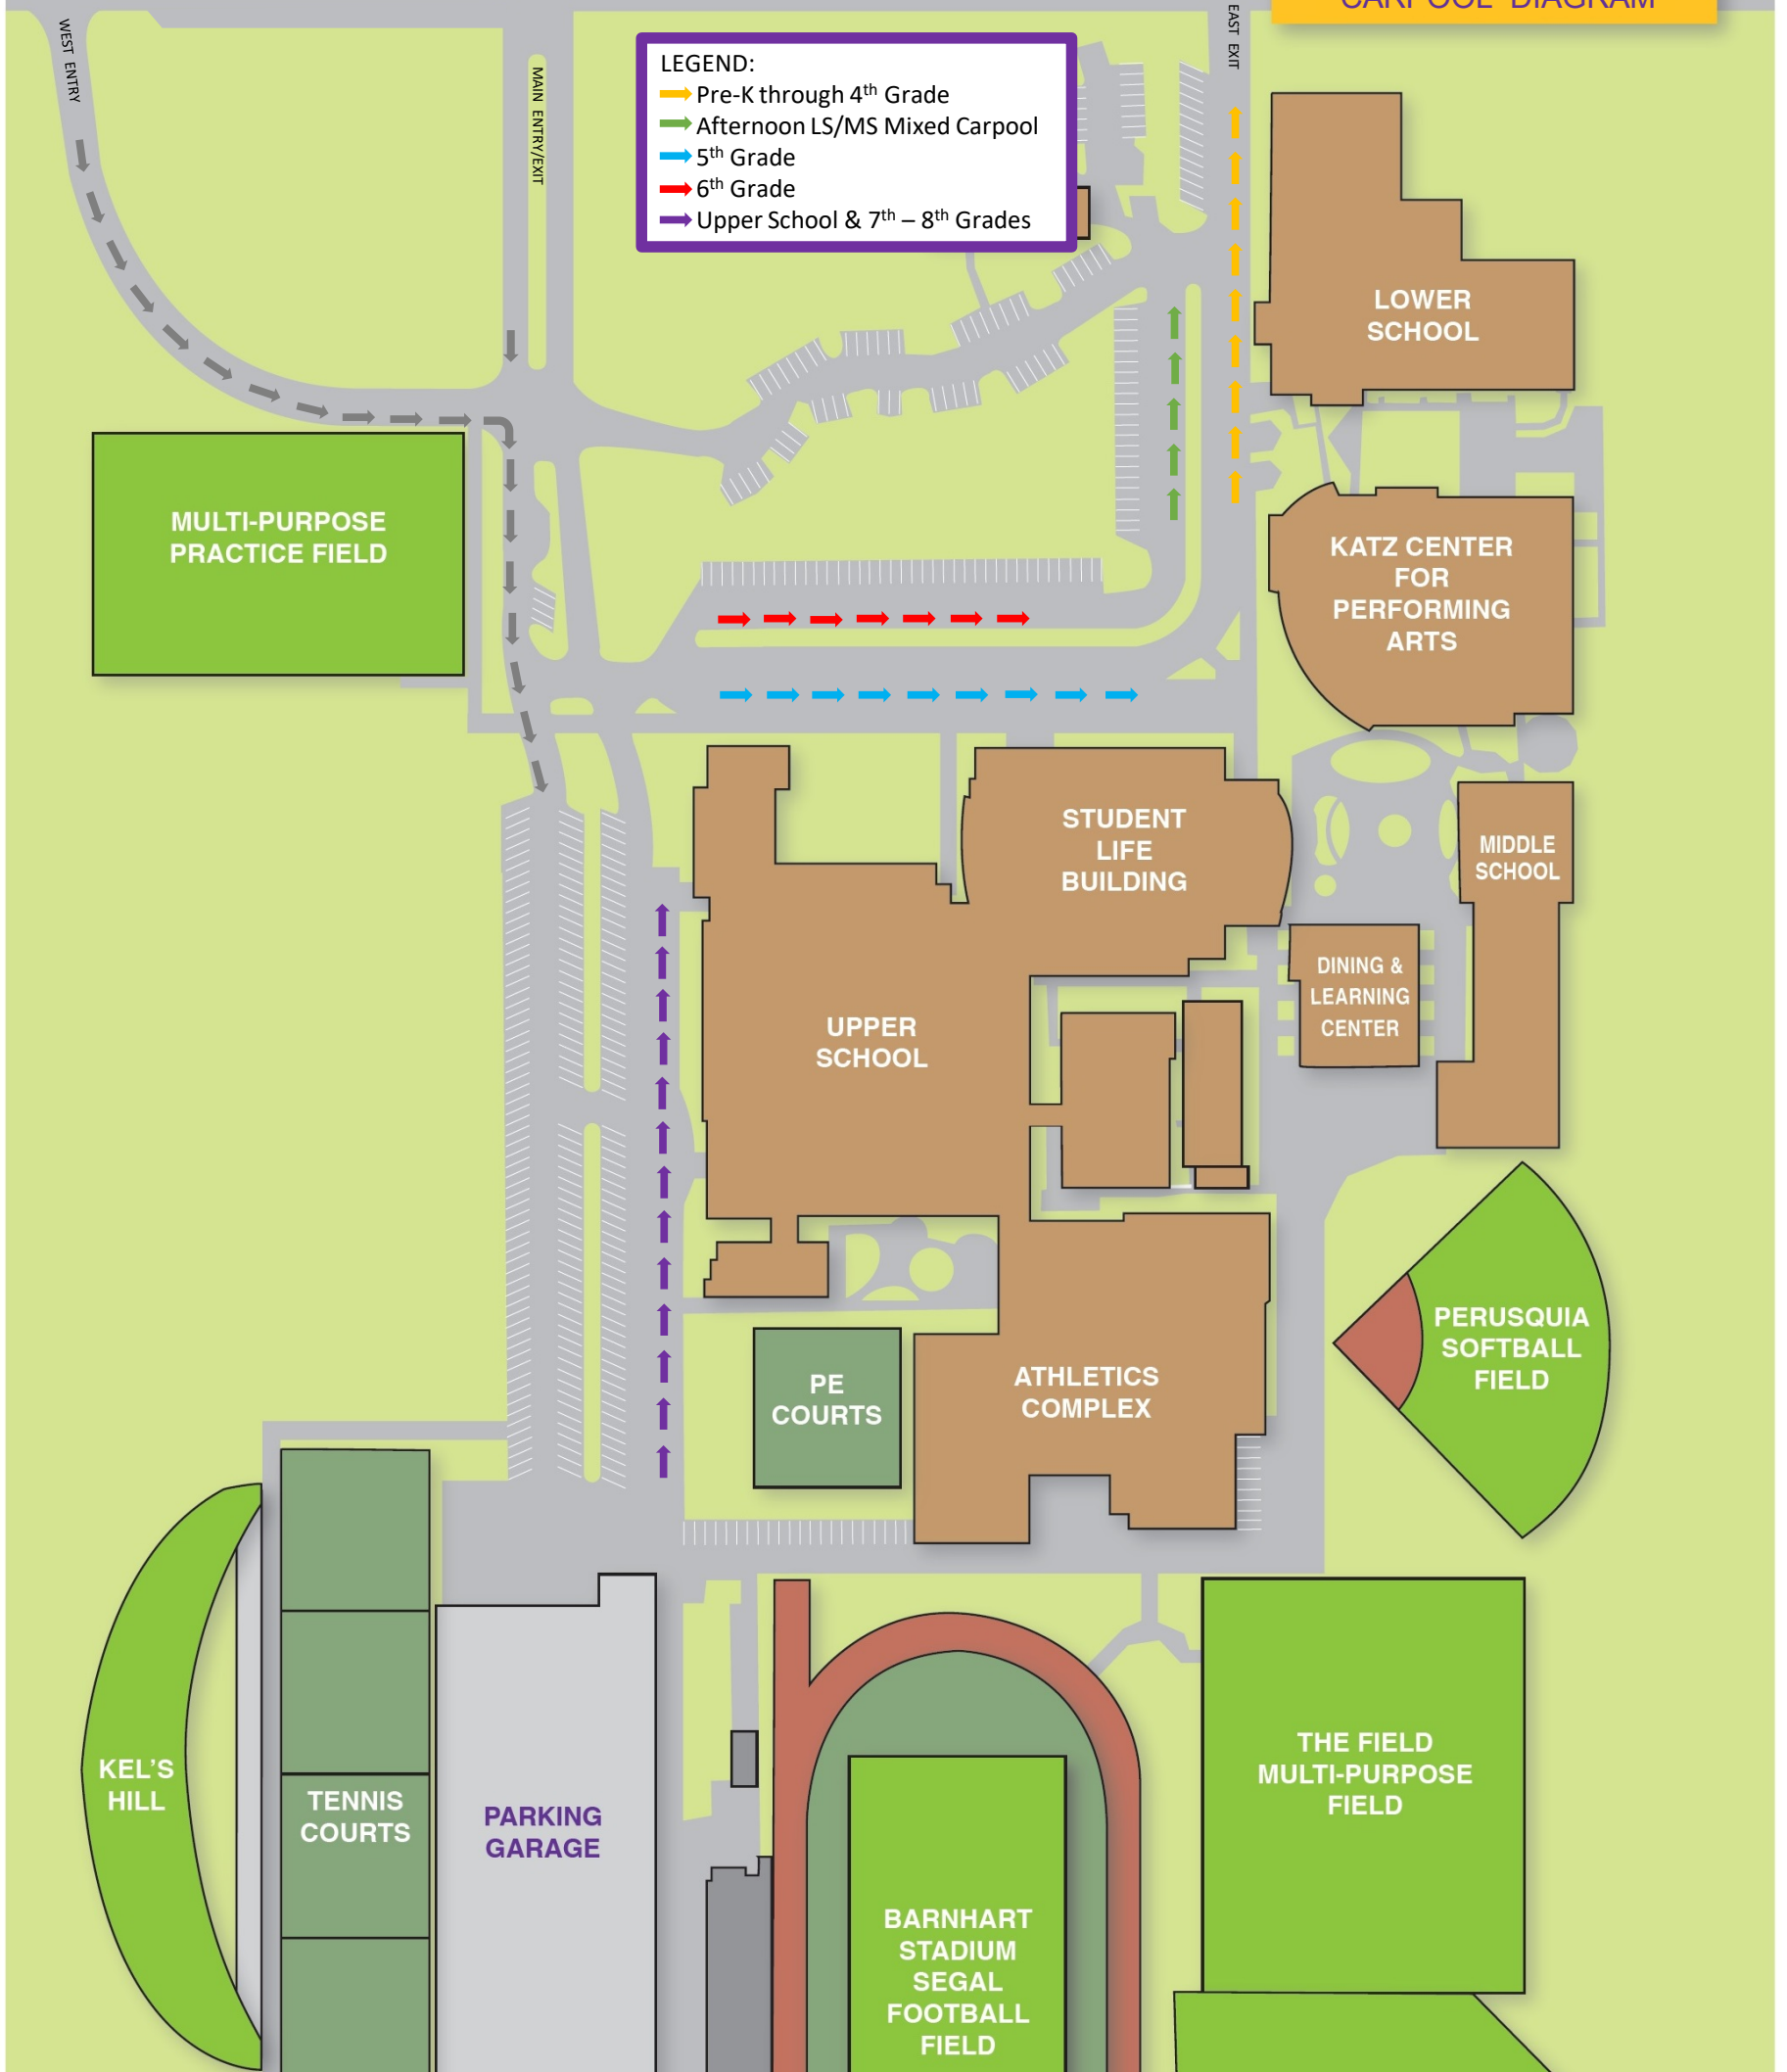 CARPOOL DIAGRAM
WEST ENTRY
MAIN ENTRY/EXIT
EAST EXIT
LEGEND:
Pre-K through 4th Grade
Afternoon LS/MS Mixed Carpool
5th Grade
6th Grade
Upper School & 7th – 8th Grades
LOWER
SCHOOL
MULTI-PURPOSE
PRACTICE FIELD
KATZ CENTER
FOR
PERFORMING
ARTS
STUDENT
LIFE
BUILDING
MIDDLE
SCHOOL
DINING &
LEARNING
CENTER
UPPER
SCHOOL
PERUSQUIA
SOFTBALL
FIELD
PE
COURTS
ATHLETICS
COMPLEX
KEL'S
HILL
TENNIS
COURTS
PARKING
GARAGE
THE FIELD
MULTI-PURPOSE
FIELD
BARNHART
STADIUM
SEGAL
FOOTBALL
FIELD